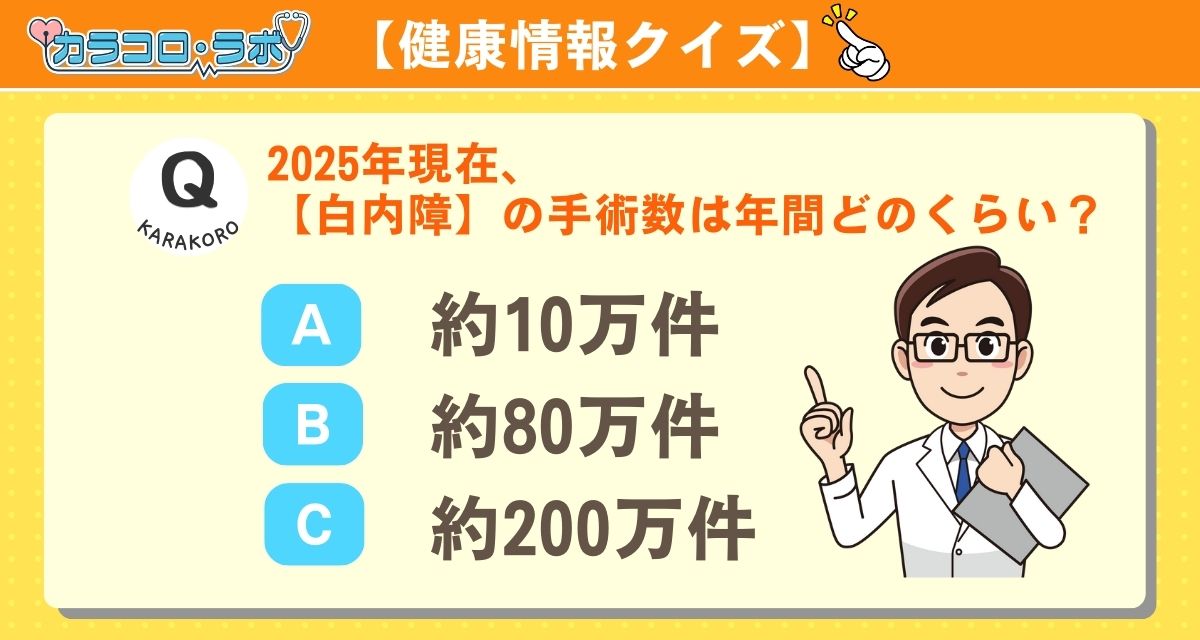 カラコロ・ラボ
【健康情報クイズ】
Q
KARAKORO
2025年現在、
【白内障】の手術数は年間どのくらい？
A 約10万件
B 約80万件
C 約200万件